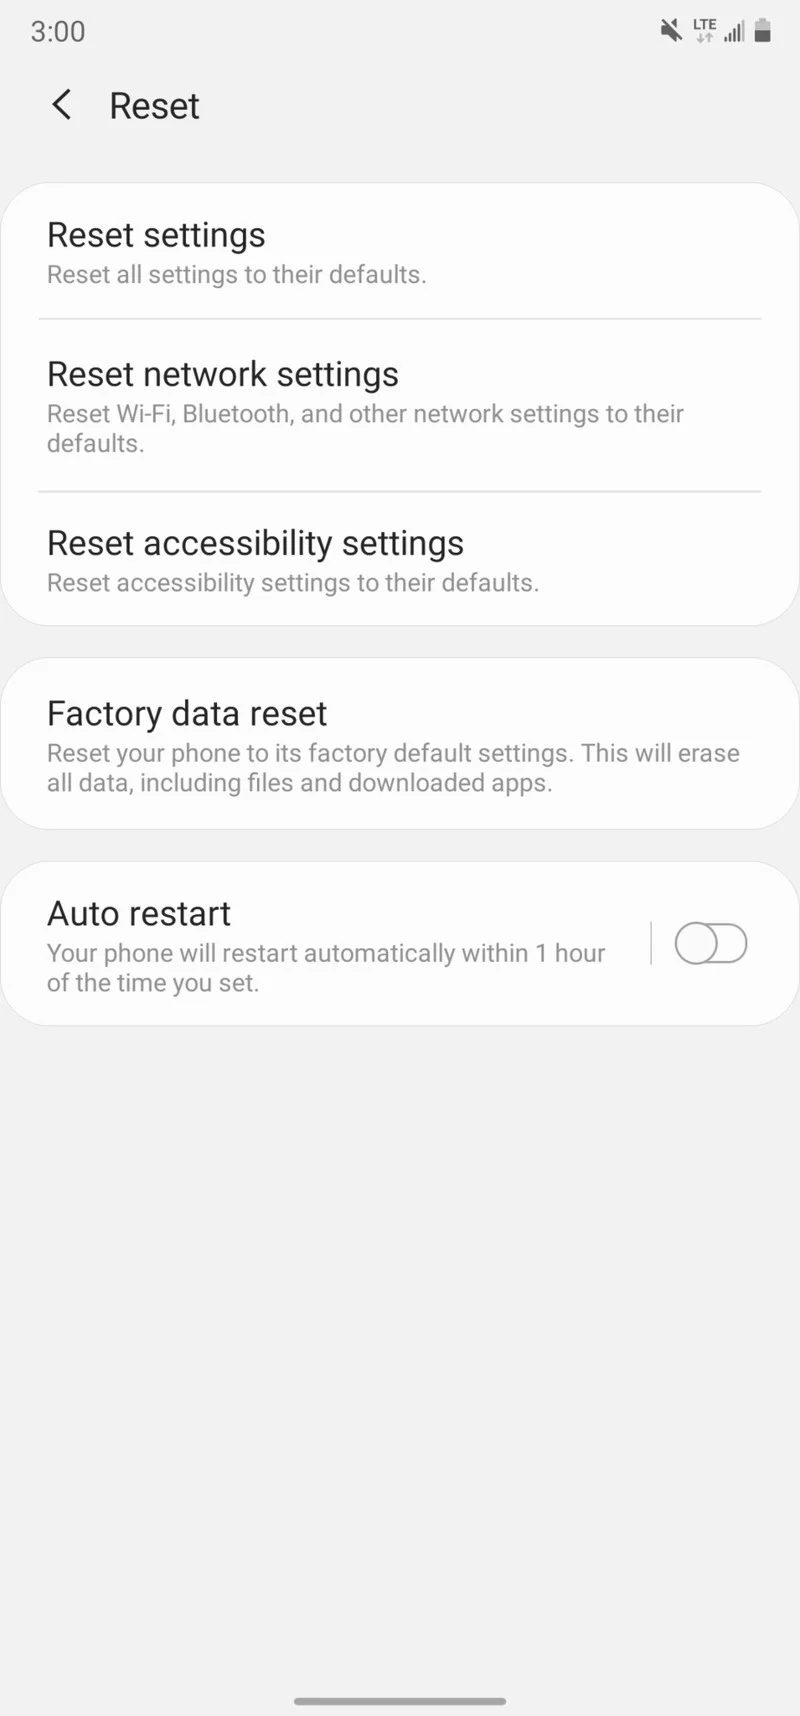 3:00
LTE
Reset
Reset settings
Reset all settings to their defaults.
Reset network settings
Reset Wi-Fi, Bluetooth, and other network settings to their
defaults.
Reset accessibility settings
Reset accessibility settings to their defaults.
Factory data reset
Reset your phone to its factory default settings. This will erase
all data, including files and downloaded apps.
Auto restart
Your phone will restart automatically within 1 hour
of the time you set.